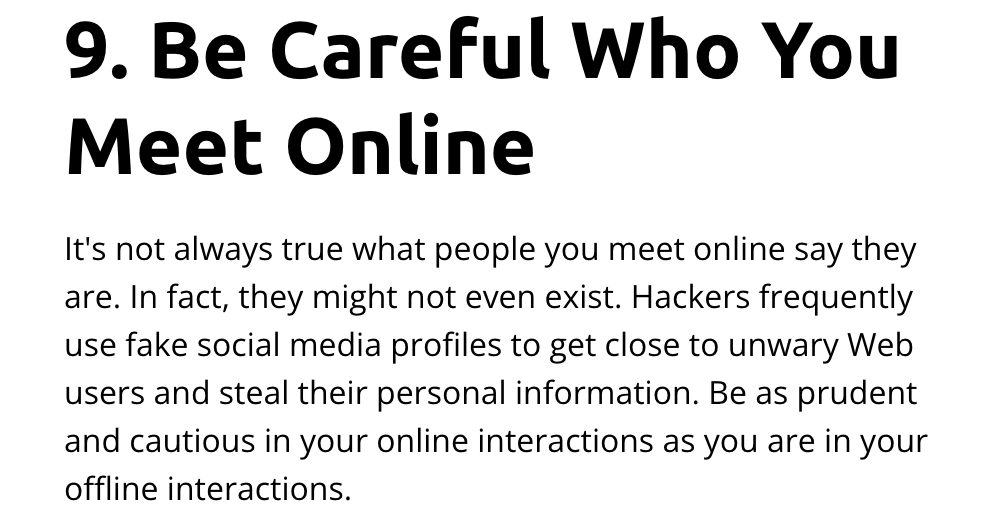 9. Be Careful Who You
Meet Online
It's not always true what people you meet online say they
are. In fact, they might not even exist. Hackers frequently
use fake social media profiles to get close to unwary Web
users and steal their personal information. Be as prudent
and cautious in your online interactions as you are in your
offline interactions.